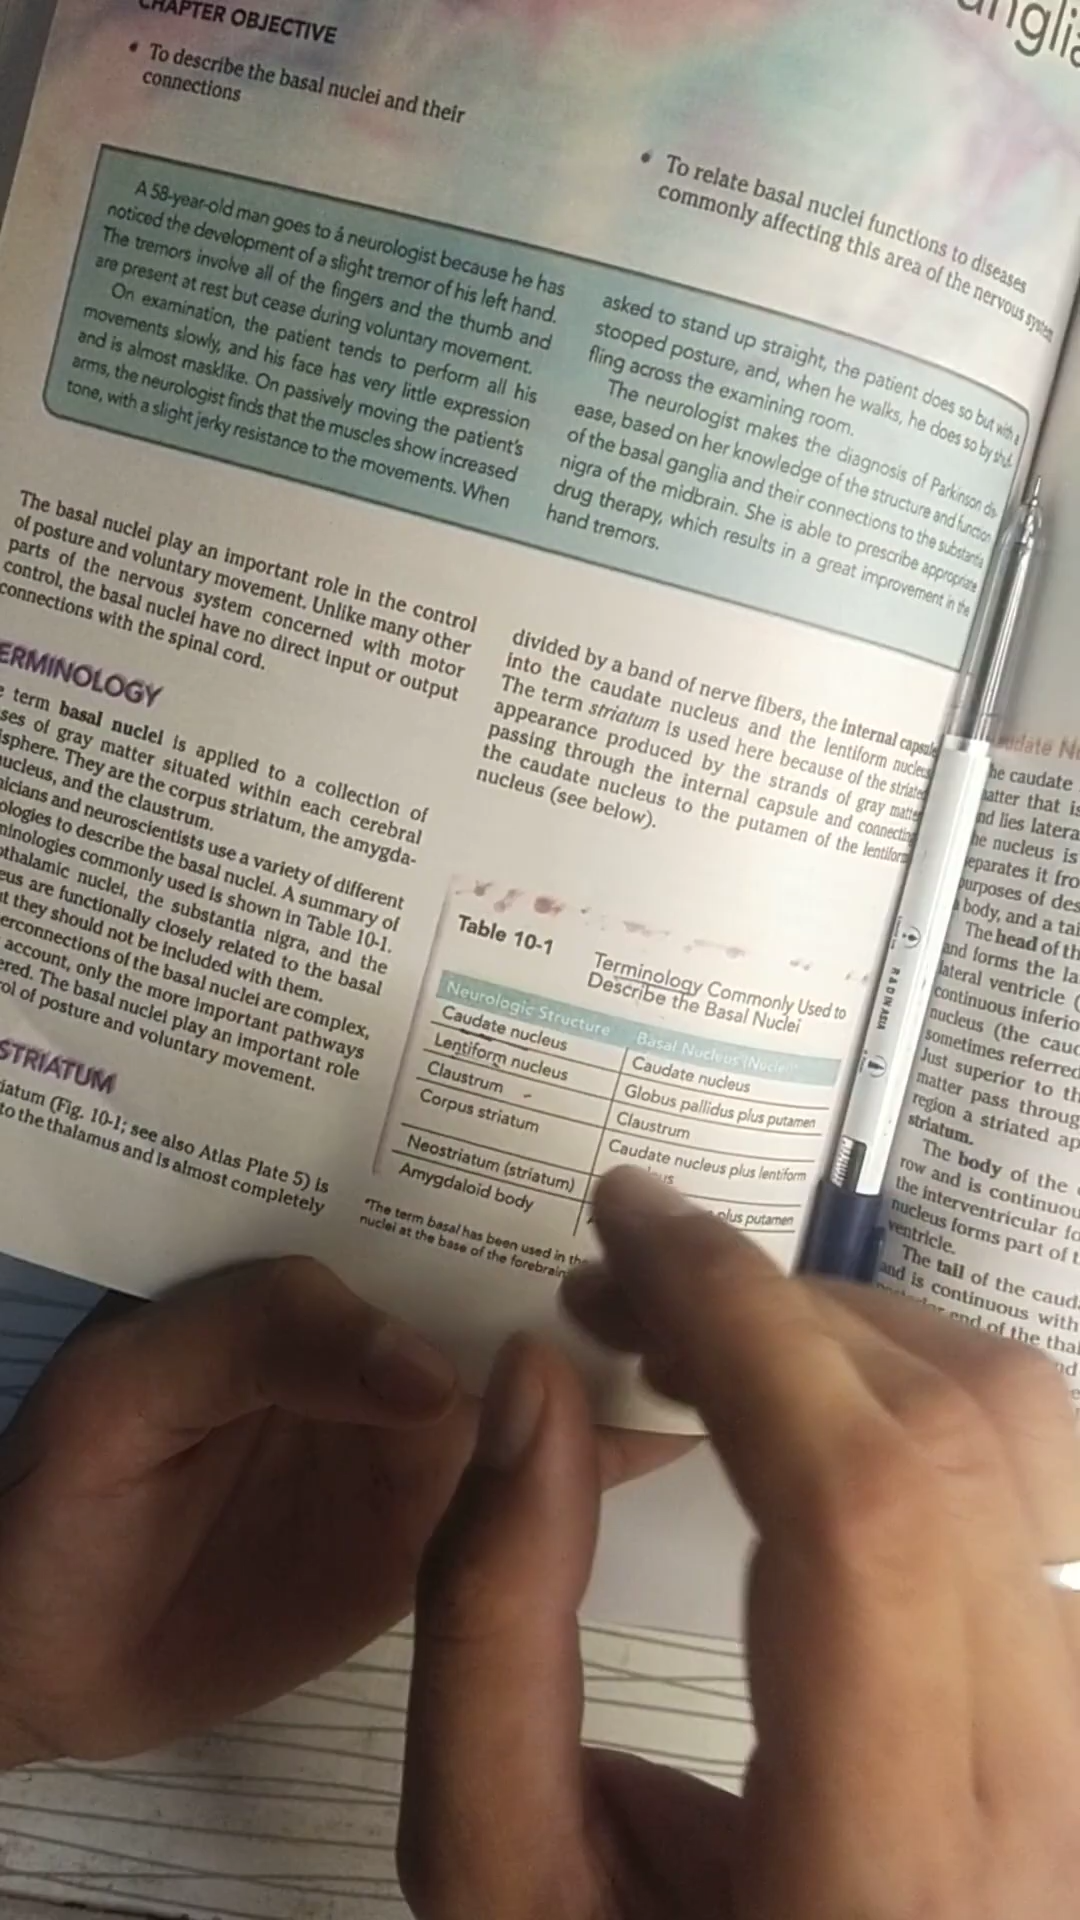 anglia
CHAPTER OBJECTIVE
• To describe the basal nuclei and their
connections
• To relate basal nuclei functions to diseases
commonly affecting this area of the nervous system
A 58-year-old man goes to a neurologist because he has
noticed the development of a slight tremor of his left hand.
The tremors involve all of the fingers and the thumb and
are present at rest but cease during voluntary movement.
On examination, the patient tends to perform all his
movements slowly, and his face has very little expression
and is almost masklike. On passively moving the patient's
arms, the neurologist finds that the muscles show increased
tone, with a slight jerky resistance to the movements. When
asked to stand up straight, the patient does so but with a
stooped posture, and, when he walks, he does so by shuf-
fling across the examining room.
The neurologist makes the diagnosis of Parkinson dis-
ease, based on her knowledge of the structure and function
of the basal ganglia and their connections to the substantia
nigra of the midbrain. She is able to prescribe appropriate
drug therapy, which results in a great improvement in the
hand tremors.
The basal nuclei play an important role in the control
of posture and voluntary movement. Unlike many other
parts of the nervous system concerned with motor
control, the basal nuclei have no direct input or output
connections with the spinal cord.
ERMINOLOGY
term basal nuclei is applied to a collection of
ses of gray matter situated within each cerebral
isphere. They are the corpus striatum, the amygda-
ucleus, and the claustrum.
nicians and neuroscientists use a variety of different
ologies to describe the basal nuclei. A summary of
minologies commonly used is shown in Table 10-1.
othalamic nuclei, the substantia nigra, and the
eus are functionally closely related to the basal
t they should not be included with them.
erconnections of the basal nuclei are complex,
account, only the more important pathways
ered. The basal nuclei play an important role
rol of posture and voluntary movement.
STRIATUM
iatum (Fig. 10-1; see also Atlas Plate 5) is
to the thalamus and is almost completely
divided by a band of nerve fibers, the internal capsule
into the caudate nucleus and the lentiform nucleus
The term striatum is used here because of the striated
appearance produced by the strands of gray matter
passing through the internal capsule and connecting
the caudate nucleus to the putamen of the lentiform
nucleus (see below).
Table 10-1 Terminology Commonly Used to
Describe the Basal Nuclei
Neurologic Structure Basal Nucleus (Nuclei)*
Caudate nucleus Caudate nucleus
Lentiform nucleus Globus pallidus plus putamen
Claustrum Claustrum
Corpus striatum Caudate nucleus plus lentiform
Neostriatum (striatum) plus putamen
Amygdaloid body
*The term basal has been used in the
nuclei at the base of the forebrain
audate N
he caudate
atter that is
nd lies latera
he nucleus is
eparates it fro
purposes of des
body, and a tai
The head of th
and forms the la
lateral ventricle (
continuous inferio
nucleus (the cauc
sometimes referred
Just superior to th
matter pass throug
region a striated ap
striatum.
The body of the
row and is continuou
the interventricular fo
nucleus forms part of t
ventricle.
The tail of the caud
and is continuous with
end of the thal